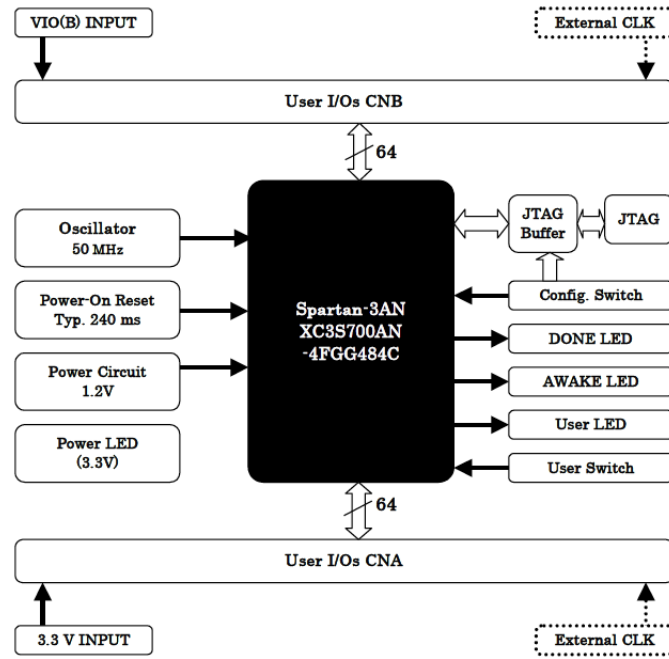 VIO(B) INPUT
External CLK
User I/Os CNB
64
Oscillator
50 MHz
JTAG
Buffer
JTAG
Power-On Reset
Typ. 240 ms
Spartan-3AN
XC3S700AN
-4FGG484C
Config. Switch
DONE LED
Power Circuit
1.2V
AWAKE LED
User LED
Power LED
(3.3V)
User Switch
64
User I/Os CNA
3.3 V INPUT
External CLK